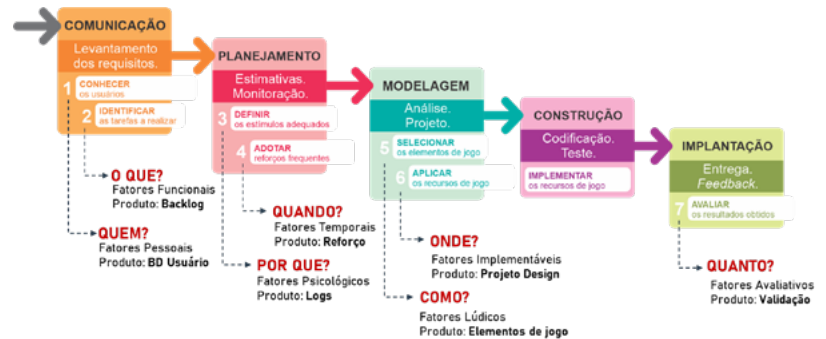 COMUNICAÇÃO
Levantamento
dos requisitos.
1 CONHECER
os usuários
2 IDENTIFICAR
as tarefas a realizar
O QUE?
Fatores Funcionais
Produto: Backlog
QUEM?
Fatores Pessoais
Produto: BD Usuário
PLANEJAMENTO
Estimativas.
Monitoração.
3 DEFINIR
os estímulos adequados
4 ADOTAR
reforços frequentes
QUANDO?
Fatores Temporais
Produto: Reforço
POR QUE?
Fatores Psicológicos
Produto: Logs
MODELAGEM
Análise.
Projeto.
5 SELECIONAR
os elementos de jogo
6 APLICAR
os recursos de jogo
ONDE?
Fatores Implementáveis
Produto: Projeto Design
COMO?
Fatores Lúdicos
Produto: Elementos de jogo
CONSTRUÇÃO
Codificação.
Teste.
IMPLEMENTAR
os recursos de jogo
IMPLANTAÇÃO
Entrega.
Feedback.
7 AVALIAR
os resultados obtidos
QUANTO?
Fatores Avaliativos
Produto: Validação